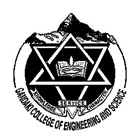 GANDAKI COLLEGE OF ENGINEERING AND SCIENCE
SERVICE